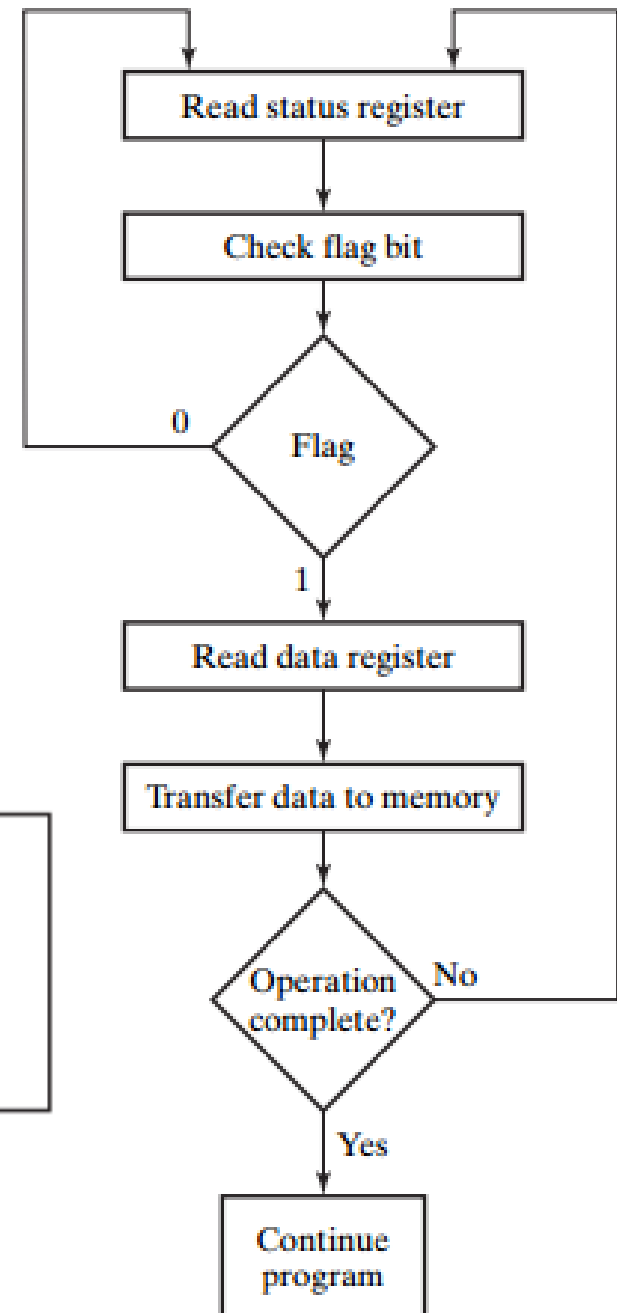 Read status register
Check flag bit
Flag
0
1
Read data register
Transfer data to memory
Operation
complete?
No
Yes
Continue
program